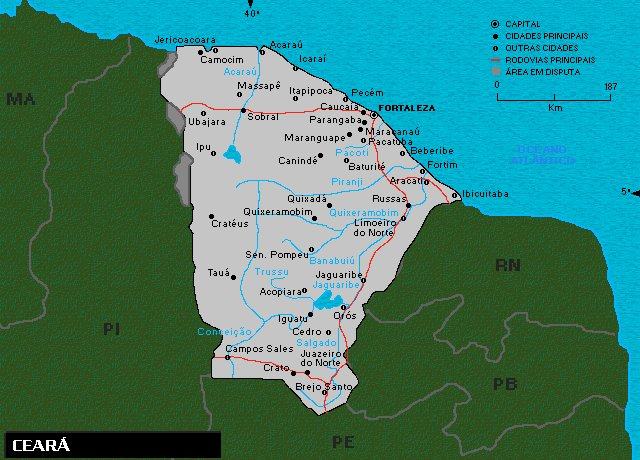 40º
Jericoacoara
Acaraú
Camocim
Icaraí
Acaraú
CAPITAL
CIDADES PRINCIPAIS
OUTRAS CIDADES
RODOVIAS PRINCIPAIS
ÁREA EM DISPUTA
0
187
Km
MA
Massapê
Itapipoca
Pecém
Caucaia
FORTALEZA
Ubajara
Sobral
Parangaba
Maracanaú
Maranguape
Pacatuba
Ipu
Pacoti
Beberibe
OCEANO
ATLÂNTICO
Canindé
Baturité
Fortim
Piranji
Aracati
Ibicuitaba
5º
Quixadá
Russas
Quixeramobim
Quixeramobim
Crateús
Limoeiro
do Norte
Sen. Pompeu
Banabuiú
RN
Tauá
Trussu
Jaguaribe
Jaguaribe
Acopiara
Orós
Iguatu
PI
Conceição
Cedro
Salgado
Campos Sales
Juazeiro
do Norte
Crato
Brejo Santo
PB
CEARÁ
PE